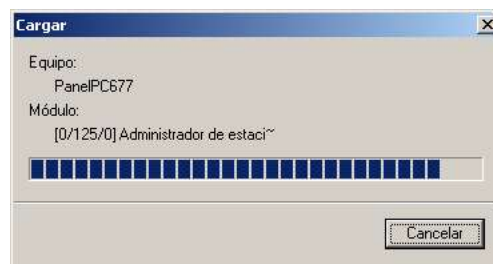 Cargar
Equipo:
PanelPC677
Módulo:
[0/125/0] Administrador de estaci~
Cancelar